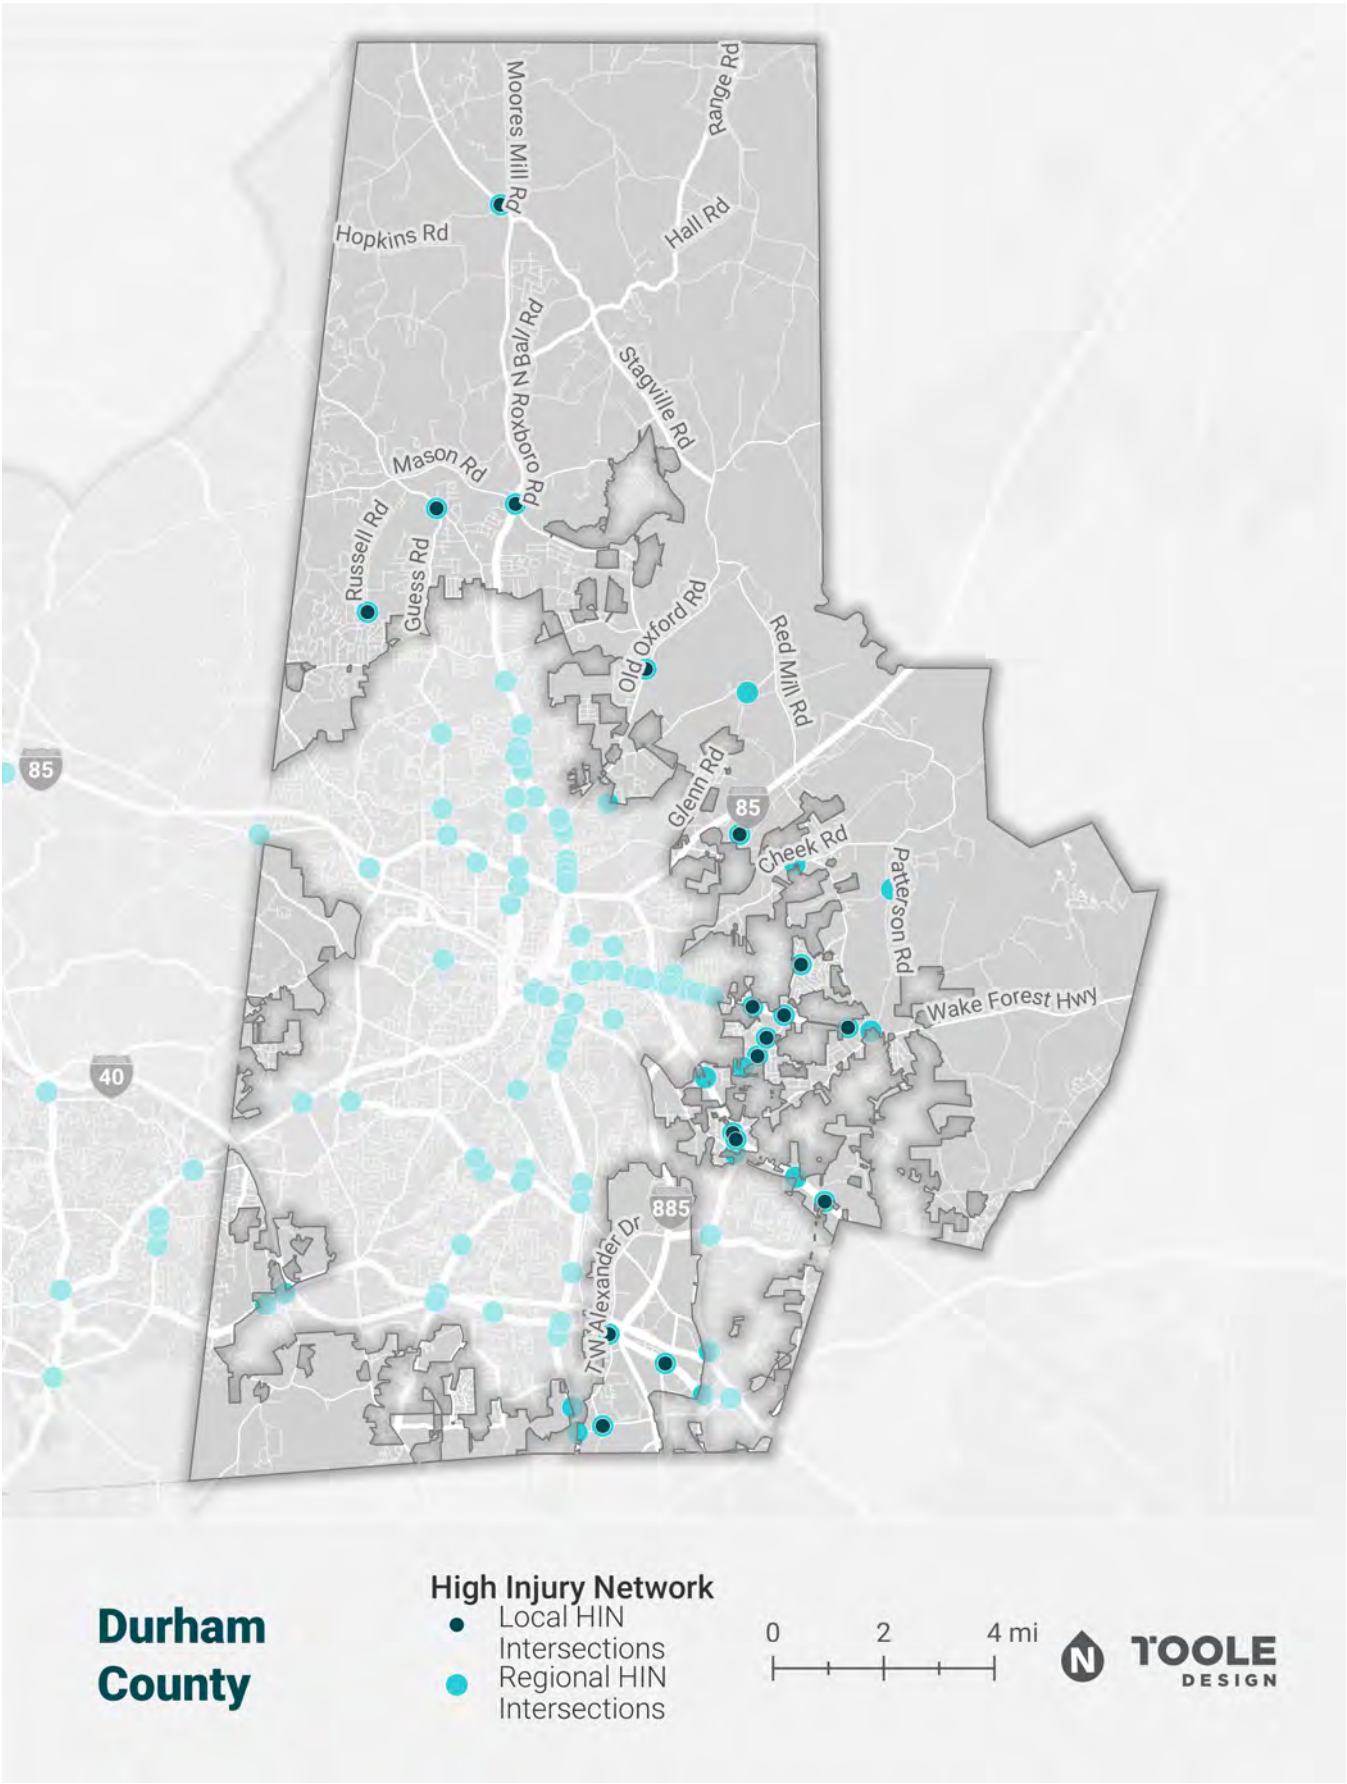 Moores Mill Rd
Range Rd
Hopkins Rd
Hall Rd
Ball Rd
N Roxboro Rd
Stagville Rd
Mason Rd
Russell Rd
Guess Rd
Old Oxford Rd
Red Mill Rd
85
Glenn Rd
85
Cheek Rd
Patterson Rd
Wake Forest Hwy
40
885
T W Alexander Dr
High Injury Network
Local HIN
Intersections
Regional HIN
Intersections
Durham
County
0 2 4 mi
N
TOOLE
DESIGN